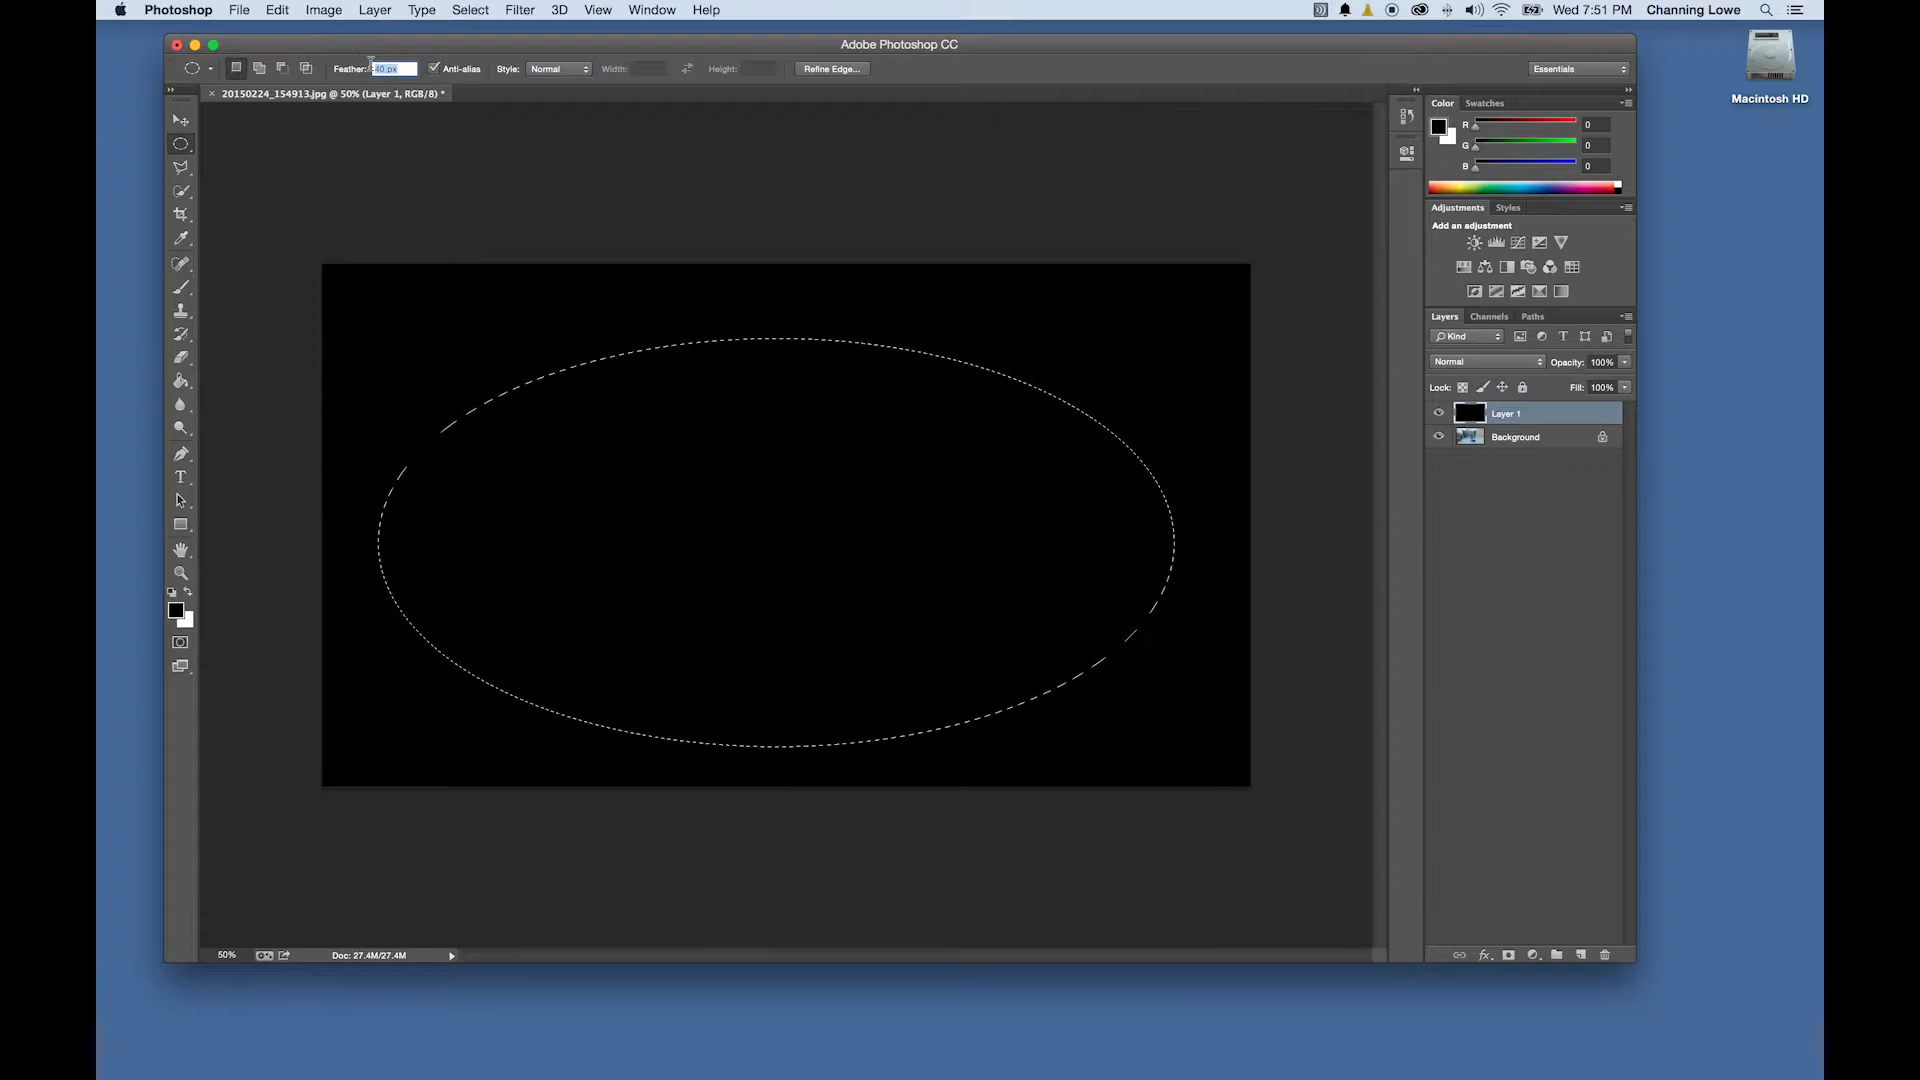 Photoshop File Edit Image Layer Type Select Filter 3D View Window Help Wed 7:51 PM Channing Lowe
Adobe Photoshop CC
Feather: 40 px Anti-alias Style: Normal Width: Height: Refine Edge... Essentials
20150224_154913.jpg @ 50% (Layer 1, RGB/8) *
Macintosh HD
Color Swatches
R 0
G 0
B 0
Adjustments Styles
Add an adjustment
Layers Channels Paths
Kind T
Normal Opacity: 100%
Lock: Fill: 100%
Layer 1
Background
T
50% Doc: 27.4M/27.4M
fx